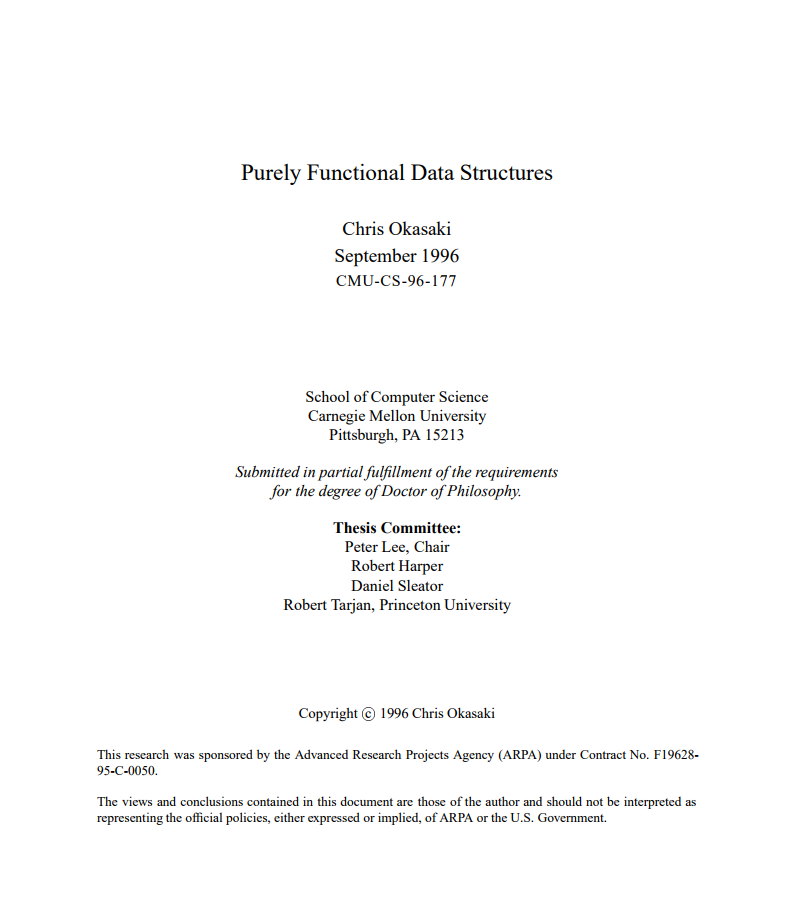 Purely Functional Data Structures
Chris Okasaki
September 1996
CMU-CS-96-177
School of Computer Science
Carnegie Mellon University
Pittsburgh, PA 15213
Submitted in partial fulfillment of the requirements
for the degree of Doctor of Philosophy.
Thesis Committee:
Peter Lee, Chair
Robert Harper
Daniel Sleator
Robert Tarjan, Princeton University
Copyright © 1996 Chris Okasaki
This research was sponsored by the Advanced Research Projects Agency (ARPA) under Contract No. F19628-
95-C-0050.
The views and conclusions contained in this document are those of the author and should not be interpreted as
representing the official policies, either expressed or implied, of ARPA or the U.S. Government.